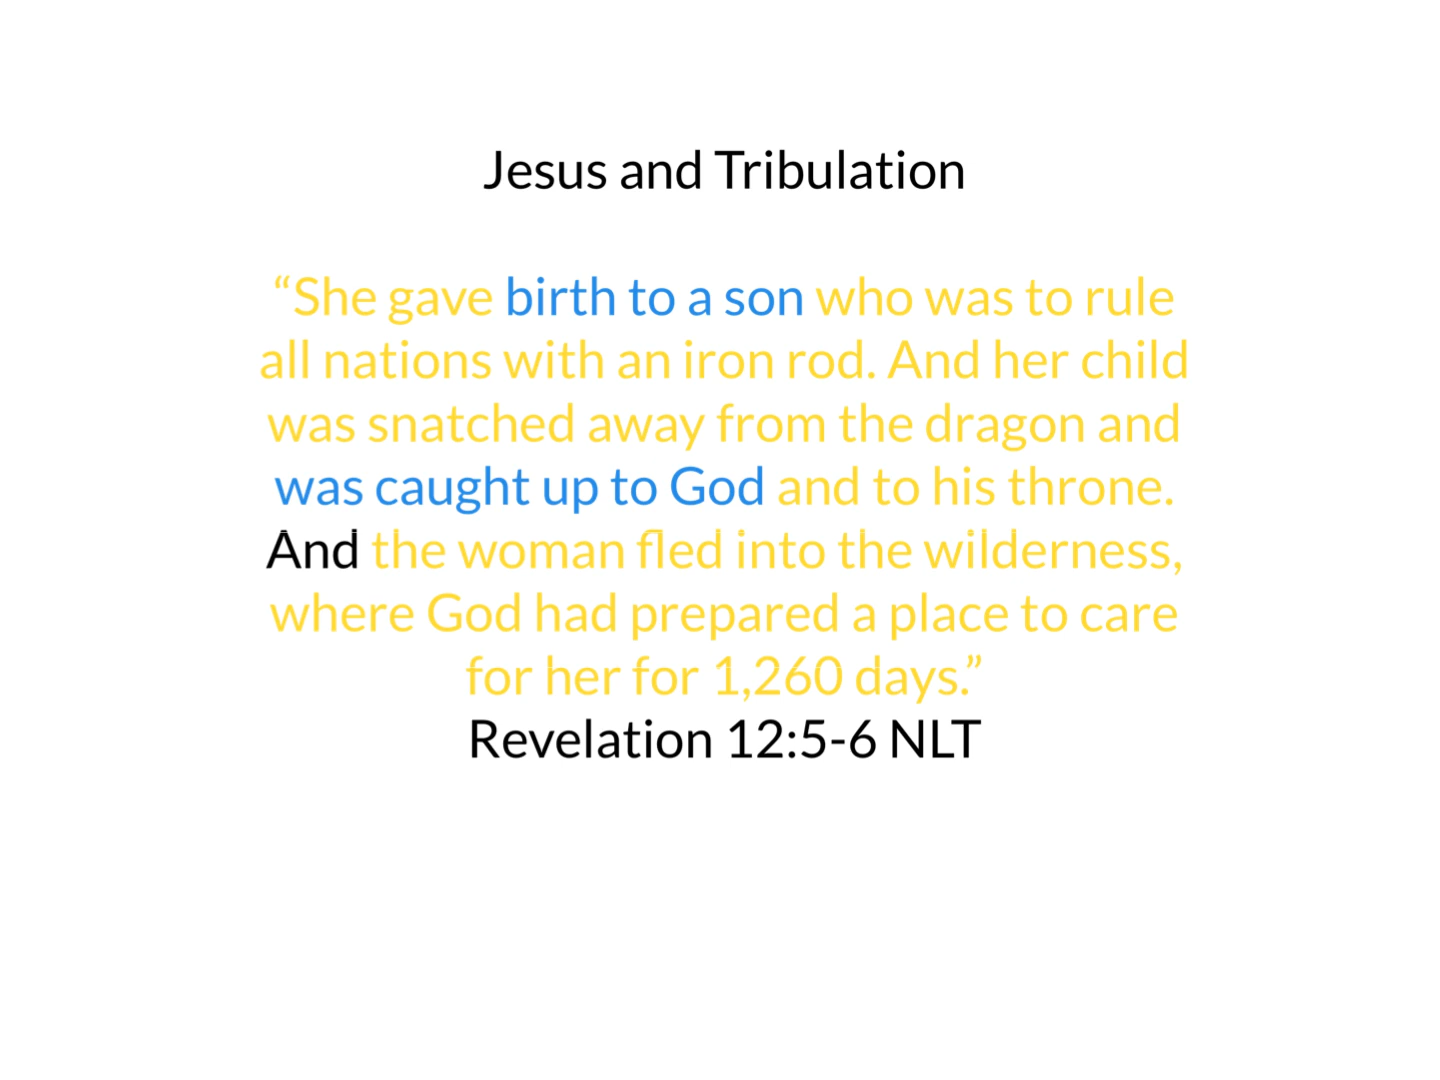 Jesus and Tribulation
“She gave birth to a son who was to rule
all nations with an iron rod. And her child
was snatched away from the dragon and
was caught up to God and to his throne.
And the woman fled into the wilderness,
where God had prepared a place to care
for her for 1,260 days.”
Revelation 12:5-6 NLT